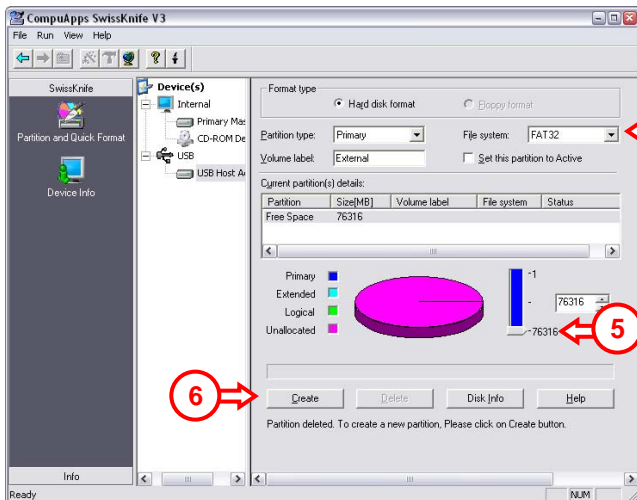 CompuApps SwissKnife V3
File Run View Help
SwissKnife
Partition and Quick Format
Device Info
Info
Device(s)
Internal
Primary Mas
CD-ROM De
USB
USB Host A
Format type
Hard disk format
Floppy format
Partition type: Primary File system: FAT32
Volume label: External Set this partition to Active
Current partition(s) details:
Partition Size[MB] Volume label File system Status
Free Space 76316
Primary
Extended
Logical
Unallocated
-1
-
76316
-76316
5
6
Create Delete Disk Info Help
Partition deleted. To create a new partition, Please click on Create button.
Ready NUM